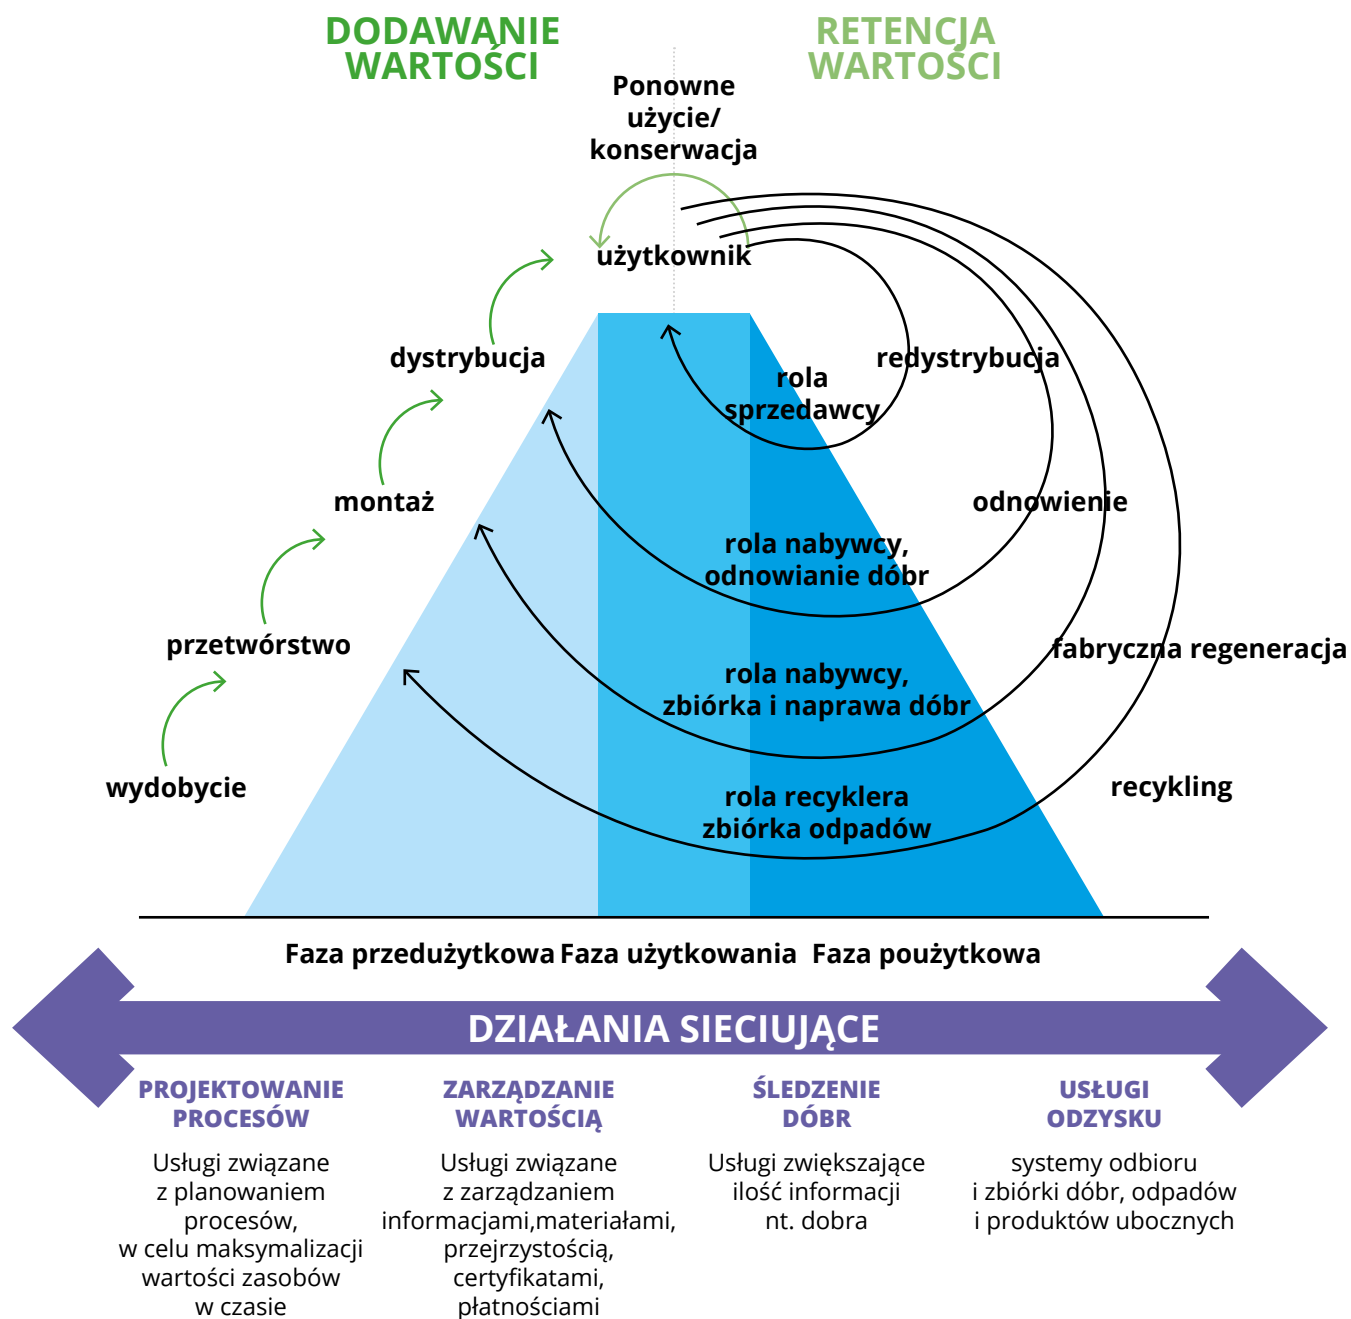 DODAWANIE
WARTOŚCI
RETENCJA
WARTOŚCI
Ponowne
użycie/
konserwacja
użytkownik
dystrybucja
redystrybucja
rola
sprzedawcy
montaż
odnowienie
rola nabywcy,
odnowianie dóbr
przetwórstwo
fabryczna regeneracja
rola nabywcy,
zbiórka i naprawa dóbr
wydobycie
recykling
rola recyklera
zbiórka odpadów
Faza przedużytkowa
Faza użytkowania
Faza poużytkowa
DZIAŁANIA SIECIUJĄCE
PROJEKTOWANIE
PROCESÓW
Usługi związane
z planowaniem
procesów,
w celu maksymalizacji
wartości zasobów
w czasie
ZARZĄDZANIE
WARTOŚCIĄ
Usługi związane
z zarządzaniem
informacjami,materiałami,
przejrzystością,
certyfikatami,
płatnościami
ŚLEDZENIE
DÓBR
Usługi zwiększające
ilość informacji
nt. dobra
USŁUGI
ODZYSKU
systemy odbioru
i zbiórki dóbr, odpadów
i produktów ubocznych